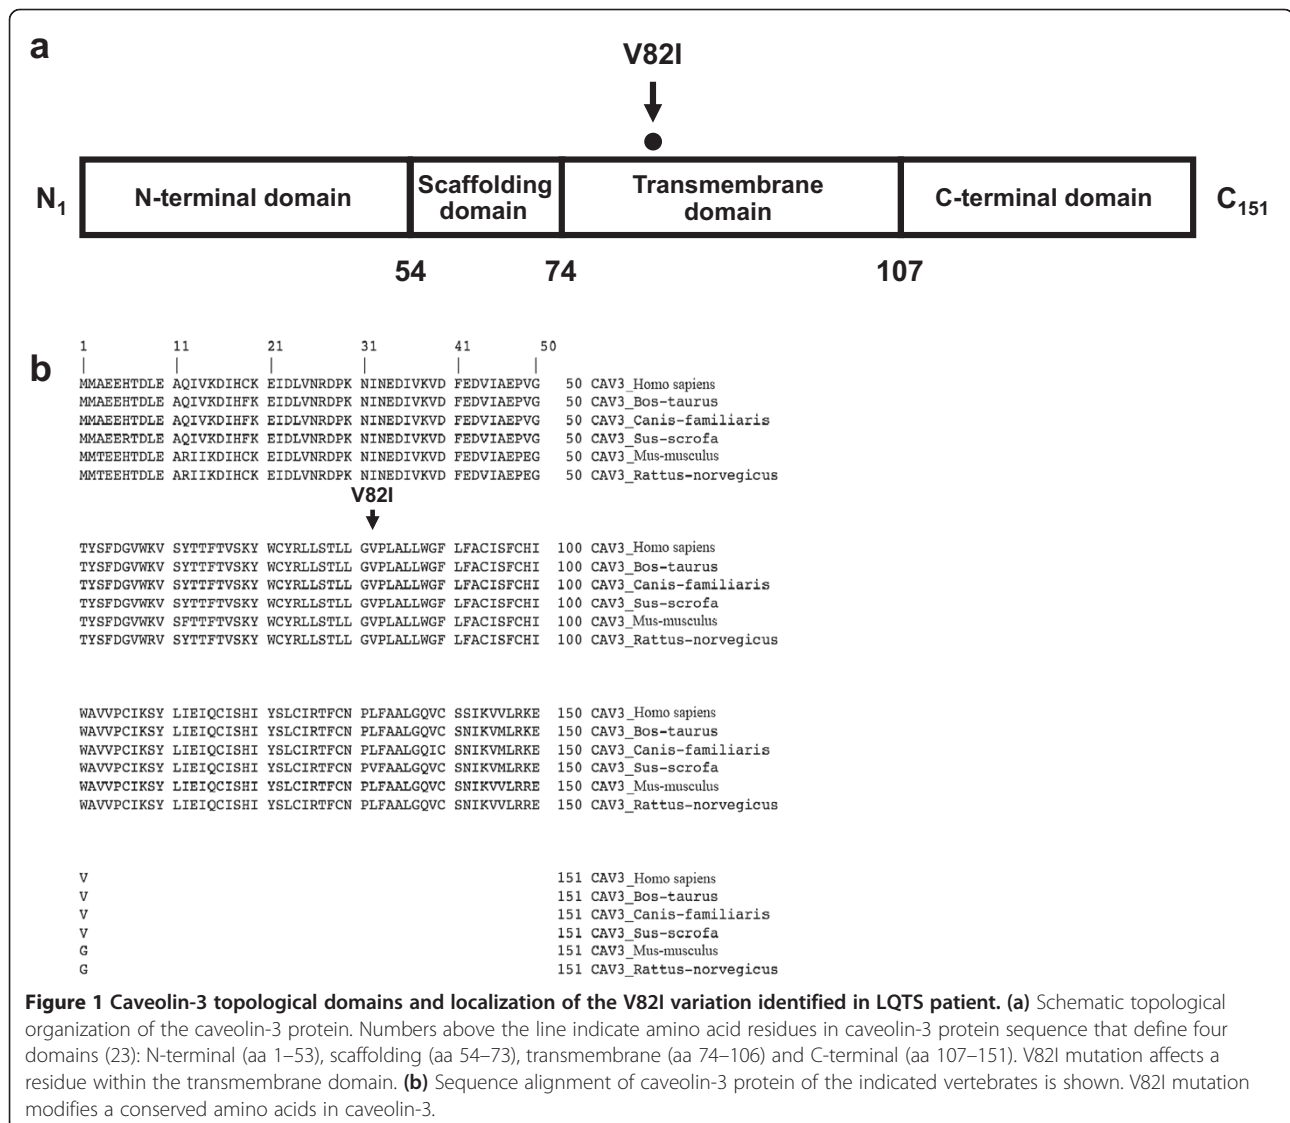 a
V82I
N1
N-terminal domain
Scaffolding
domain
Transmembrane
domain
C-terminal domain
C151
54
74
107
b
1 11 21 31 41 50
MMAEEHTDLE AQIVKDIHCK EIDLVNRDPK NINEDIVKVD FEDVIAEPVG 50 CAV3_Homo sapiens
MMAEEHTDLE AQIVKDIHFK EIDLVNRDPK NINEDIVKVD FEDVIAEPVG 50 CAV3_Bos-taurus
MMAEEHTDLE AQIVKDIHFK EIDLVNRDPK NINEDIVKVD FEDVIAEPVG 50 CAV3_Canis-familiaris
MMAEERTDLE AQIVKDIHFK EIDLVNRDPK NINEDIVKVD FEDVIAEPVG 50 CAV3_Sus-scrofa
MMTEEHTDLE ARIIKDIHCK EIDLVNRDPK NINEDIVKVD FEDVIAEPEG 50 CAV3_Mus-musculus
MMTEEHTDLE ARIIKDIHCK EIDLVNRDPK NINEDIVKVD FEDVIAEPEG 50 CAV3_Rattus-norvegicus
V82I
TYSFDGVWKV SYTTFTVSKY WCYRLLSTLL GVPLALLWGF LFACISFCHI 100 CAV3_Homo sapiens
TYSFDGVWKV SYTTFTVSKY WCYRLLSTLL GVPLALLWGF LFACISFCHI 100 CAV3_Bos-taurus
TYSFDGVWKV SYTTFTVSKY WCYRLLSTLL GVPLALLWGF LFACISFCHI 100 CAV3_Canis-familiaris
TYSFDGVWKV SYTTFTVSKY WCYRLLSTLL GVPLALLWGF LFACISFCHI 100 CAV3_Sus-scrofa
TYSFDGVWKV SFTTFTVSKY WCYRLLSTLL GVPLALLWGF LFACISFCHI 100 CAV3_Mus-musculus
TYSFDGVWRV SYTTFTVSKY WCYRLLSTLL GVPLALLWGF LFACISFCHI 100 CAV3_Rattus-norvegicus
WAVVPCIKSY LIEIQCISHI YSLCIRTFCN PLFAALGQVC SSIKVVLRKE 150 CAV3_Homo sapiens
WAVVPCIKSY LIEIQCISHI YSLCIRTFCN PLFAALGQVC SNIKVMLRKE 150 CAV3_Bos-taurus
WAVVPCIKSY LIEIQCISHI YSLCIRTFCN PLFAALGQIC SNIKVMLRKE 150 CAV3_Canis-familiaris
WAVVPCIKSY LIEIQCISHI YSLCIRTFCN PVFAALGQVC SNIKVMLRKE 150 CAV3_Sus-scrofa
WAVVPCIKSY LIEIQCISHI YSLCIRTFCN PLFAALGQVC SNIKVVLRRE 150 CAV3_Mus-musculus
WAVVPCIKSY LIEIQCISHI YSLCIRTFCN PLFAALGQVC SNIKVVLRRE 150 CAV3_Rattus-norvegicus
V 151 CAV3_Homo sapiens
V 151 CAV3_Bos-taurus
V 151 CAV3_Canis-familiaris
V 151 CAV3_Sus-scrofa
G 151 CAV3_Mus-musculus
G 151 CAV3_Rattus-norvegicus
Figure 1 Caveolin-3 topological domains and localization of the V82I variation identified in LQTS patient. (a) Schematic topological
organization of the caveolin-3 protein. Numbers above the line indicate amino acid residues in caveolin-3 protein sequence that define four
domains (23): N-terminal (aa 1–53), scaffolding (aa 54–73), transmembrane (aa 74–106) and C-terminal (aa 107–151). V82I mutation affects a
residue within the transmembrane domain. (b) Sequence alignment of caveolin-3 protein of the indicated vertebrates is shown. V82I mutation
modifies a conserved amino acids in caveolin-3.